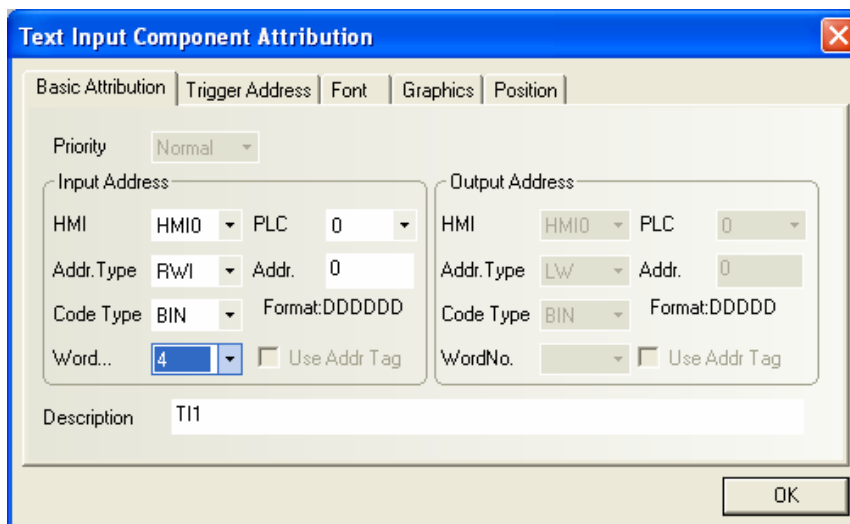 Text Input Component Attribution
Basic Attribution Trigger Address Font Graphics Position
Priority Normal
Input Address Output Address
HMI HMI0 PLC 0 HMI HMI0 PLC 0
Addr.Type RWI Addr. 0 Addr.Type LW Addr. 0
Code Type BIN Format:DDDDDD Code Type BIN Format:DDDDD
Word... 4 Use Addr Tag WordNo. Use Addr Tag
Description TI1
OK